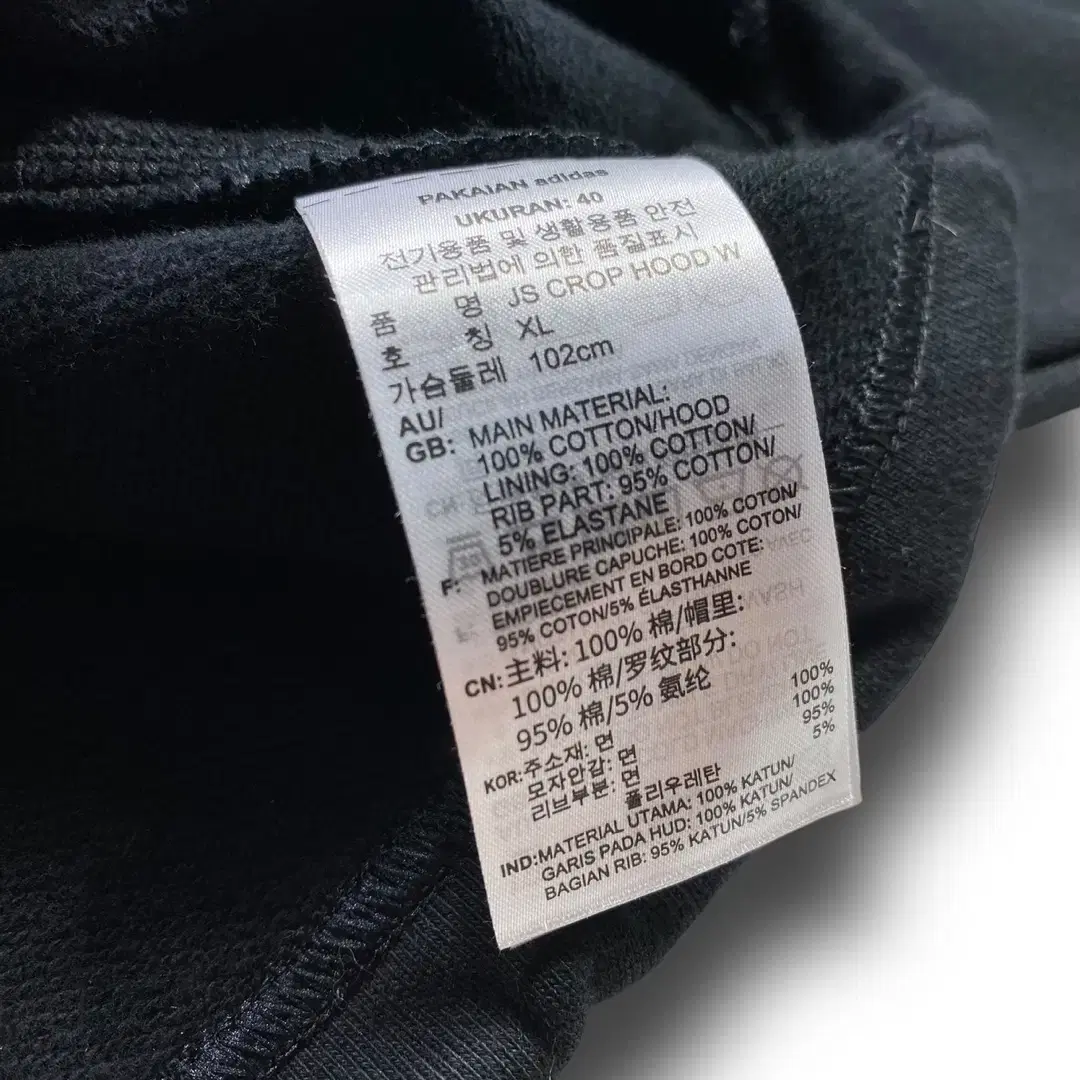 PAKAIAN adidas
UKURAN: 40
전기용품 및 생활용품 안전
관리법에 의한 품질표시
품 명 JS CROP HOOD W
호 칭 XL
가슴둘레 102cm
AU/
GB: MAIN MATERIAL:
100% COTTON/HOOD
LINING: 100% COTTON/
RIB PART: 95% COTTON/
5% ELASTANE
F: MATIERE PRINCIPALE: 100% COTON/
DOUBLURE CAPUCHE: 100% COTON/
EMPIECEMENT EN BORD COTE:
95% COTON/5% ÉLASTHANNE
CN: 主料: 100% 棉/帽里:
100% 棉/罗纹部分:
95% 棉/5% 氨纶
KOR: 주소재: 면 100%
모자안감: 면 100%
리브부분: 면 95%
폴리우레탄 5%
IND: MATERIAL UTAMA: 100% KATUN/
GARIS PADA HUD: 100% KATUN/
BAGIAN RIB: 95% KATUN/5% SPANDEX